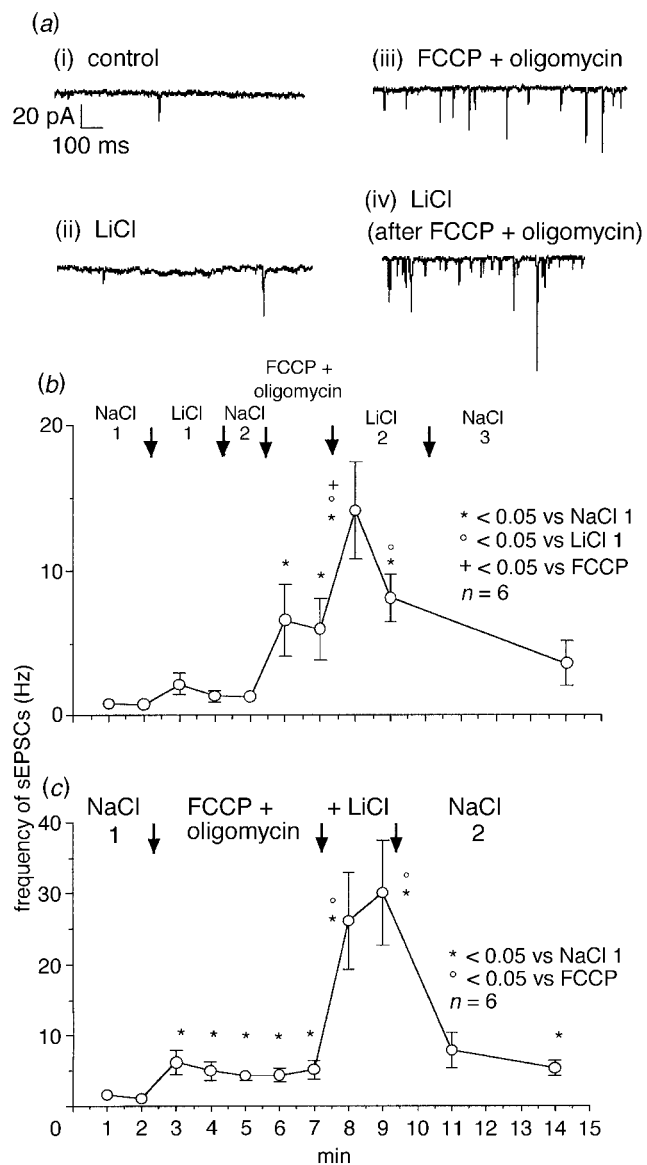 (a)
(i) control
20 pA
100 ms
(iii) FCCP + oligomycin
(ii) LiCl
(iv) LiCl
(after FCCP + oligomycin)
(b)
NaCl
1
LiCl
1
NaCl
2
FCCP +
oligomycin
LiCl
2
NaCl
3
20
10
0
+
°
*
*
*
°
*
* < 0.05 vs NaCl 1
° < 0.05 vs LiCl 1
+ < 0.05 vs FCCP
n = 6
frequency of sEPSCs (Hz)
(c)
NaCl
1
FCCP +
oligomycin
+ LiCl
NaCl
2
40
30
20
10
0
* * * * *
°
*
°
*
*
* < 0.05 vs NaCl 1
° < 0.05 vs FCCP
n = 6
0 1 2 3 4 5 6 7 8 9 10 11 12 13 14 15
min